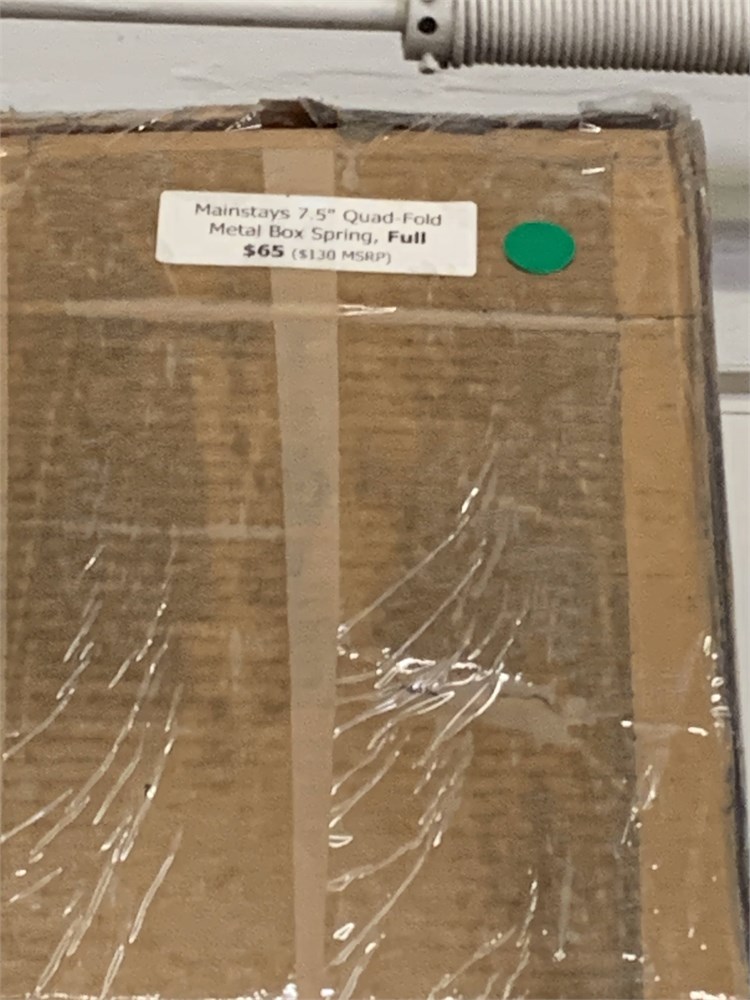 Mainstays 7.5" Quad-Fold
Metal Box Spring, Full
$65 ($130 MSRP)